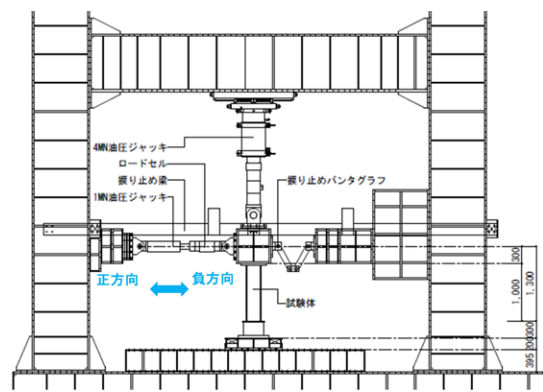 4MN油圧ジャッキ
ロードセル
捩り止めパンタグラフ
捩り止め梁
1MN油圧ジャッキ
正方向
負方向
試験体
300
1,000
1,300
300
200
395